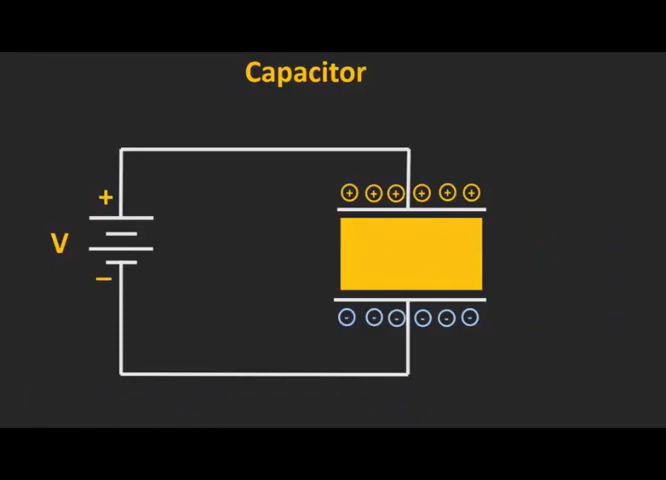 Capacitor
+ + + + + +
+
V
−
- - - - - -